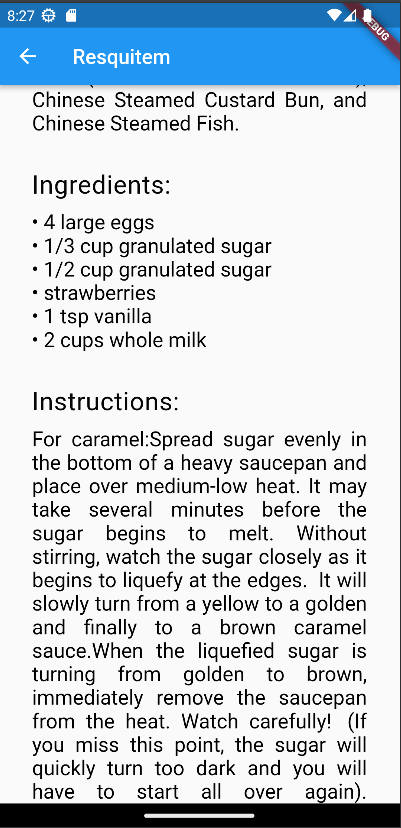 8:27
DEBUG
Resquitem
Chinese Steamed Custard Bun, and
Chinese Steamed Fish.
Ingredients:
• 4 large eggs
• 1/3 cup granulated sugar
• 1/2 cup granulated sugar
• strawberries
• 1 tsp vanilla
• 2 cups whole milk
Instructions:
For caramel:Spread sugar evenly in
the bottom of a heavy saucepan and
place over medium-low heat. It may
take several minutes before the
sugar begins to melt. Without
stirring, watch the sugar closely as it
begins to liquefy at the edges. It will
slowly turn from a yellow to a golden
and finally to a brown caramel
sauce.When the liquefied sugar is
turning from golden to brown,
immediately remove the saucepan
from the heat. Watch carefully! (If
you miss this point, the sugar will
quickly turn too dark and you will
have to start all over again).